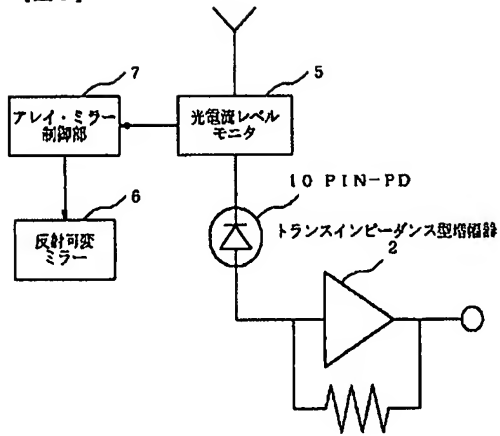 7
5
アレイ・ミラー
制御部
光電流レベル
モニタ
10 PIN-PD
6
反射可変
ミラー
トランスインピーダンス型増幅器
2